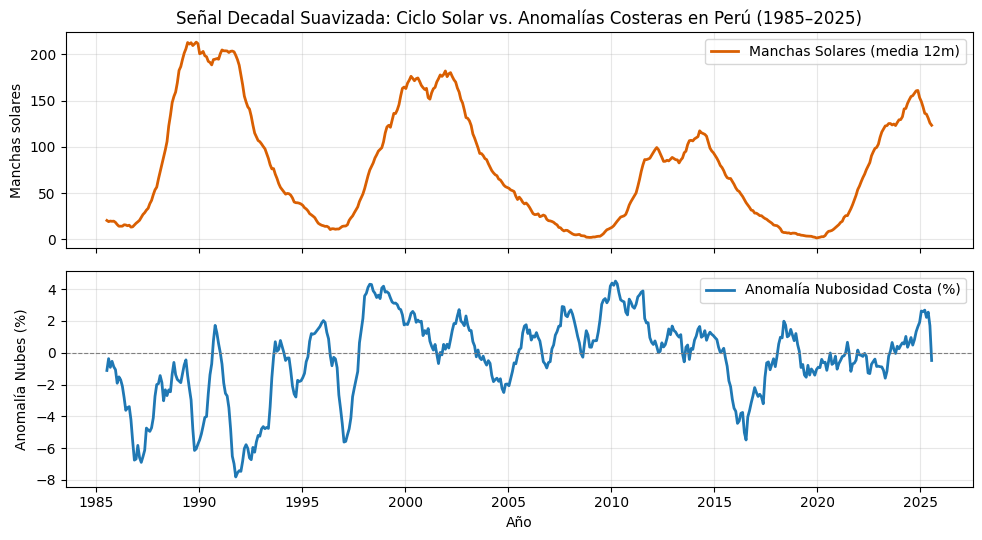 Señal Decadal Suavizada: Ciclo Solar vs. Anomalías Costeras en Perú (1985–2025)
Manchas Solares (media 12m)
Manchas solares
200
150
100
50
0
Anomalía Nubosidad Costa (%)
Anomalía Nubes (%)
4
2
0
−2
−4
−6
−8
1985 1990 1995 2000 2005 2010 2015 2020 2025
Año